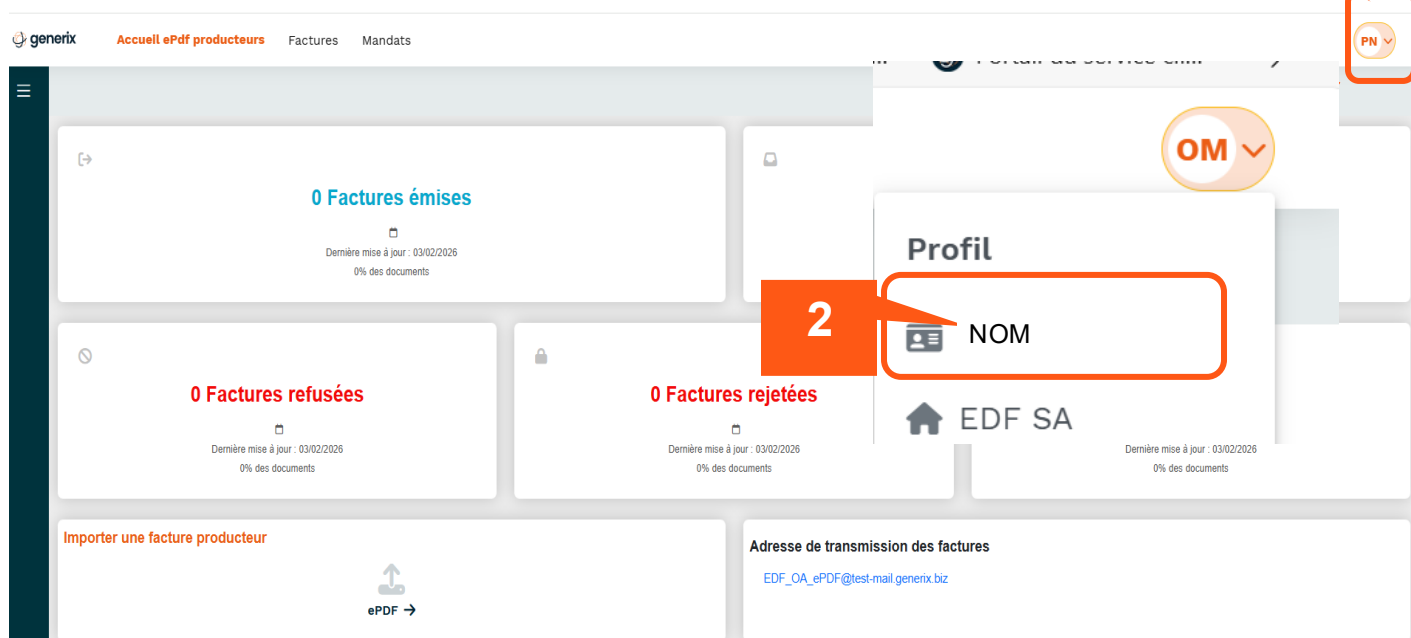 generix
Accueil ePdf producteurs
Factures
Mandats
PN
OM
0 Factures émises
Dernière mise à jour : 03/02/2026
0% des documents
Profil
2
NOM
EDF SA
0 Factures refusées
Dernière mise à jour : 03/02/2026
0% des documents
0 Factures rejetées
Dernière mise à jour : 03/02/2026
0% des documents
Dernière mise à jour : 03/02/2026
0% des documents
Importer une facture producteur
ePDF
Adresse de transmission des factures
EDF_OA_ePDF@test-mail.generix.biz